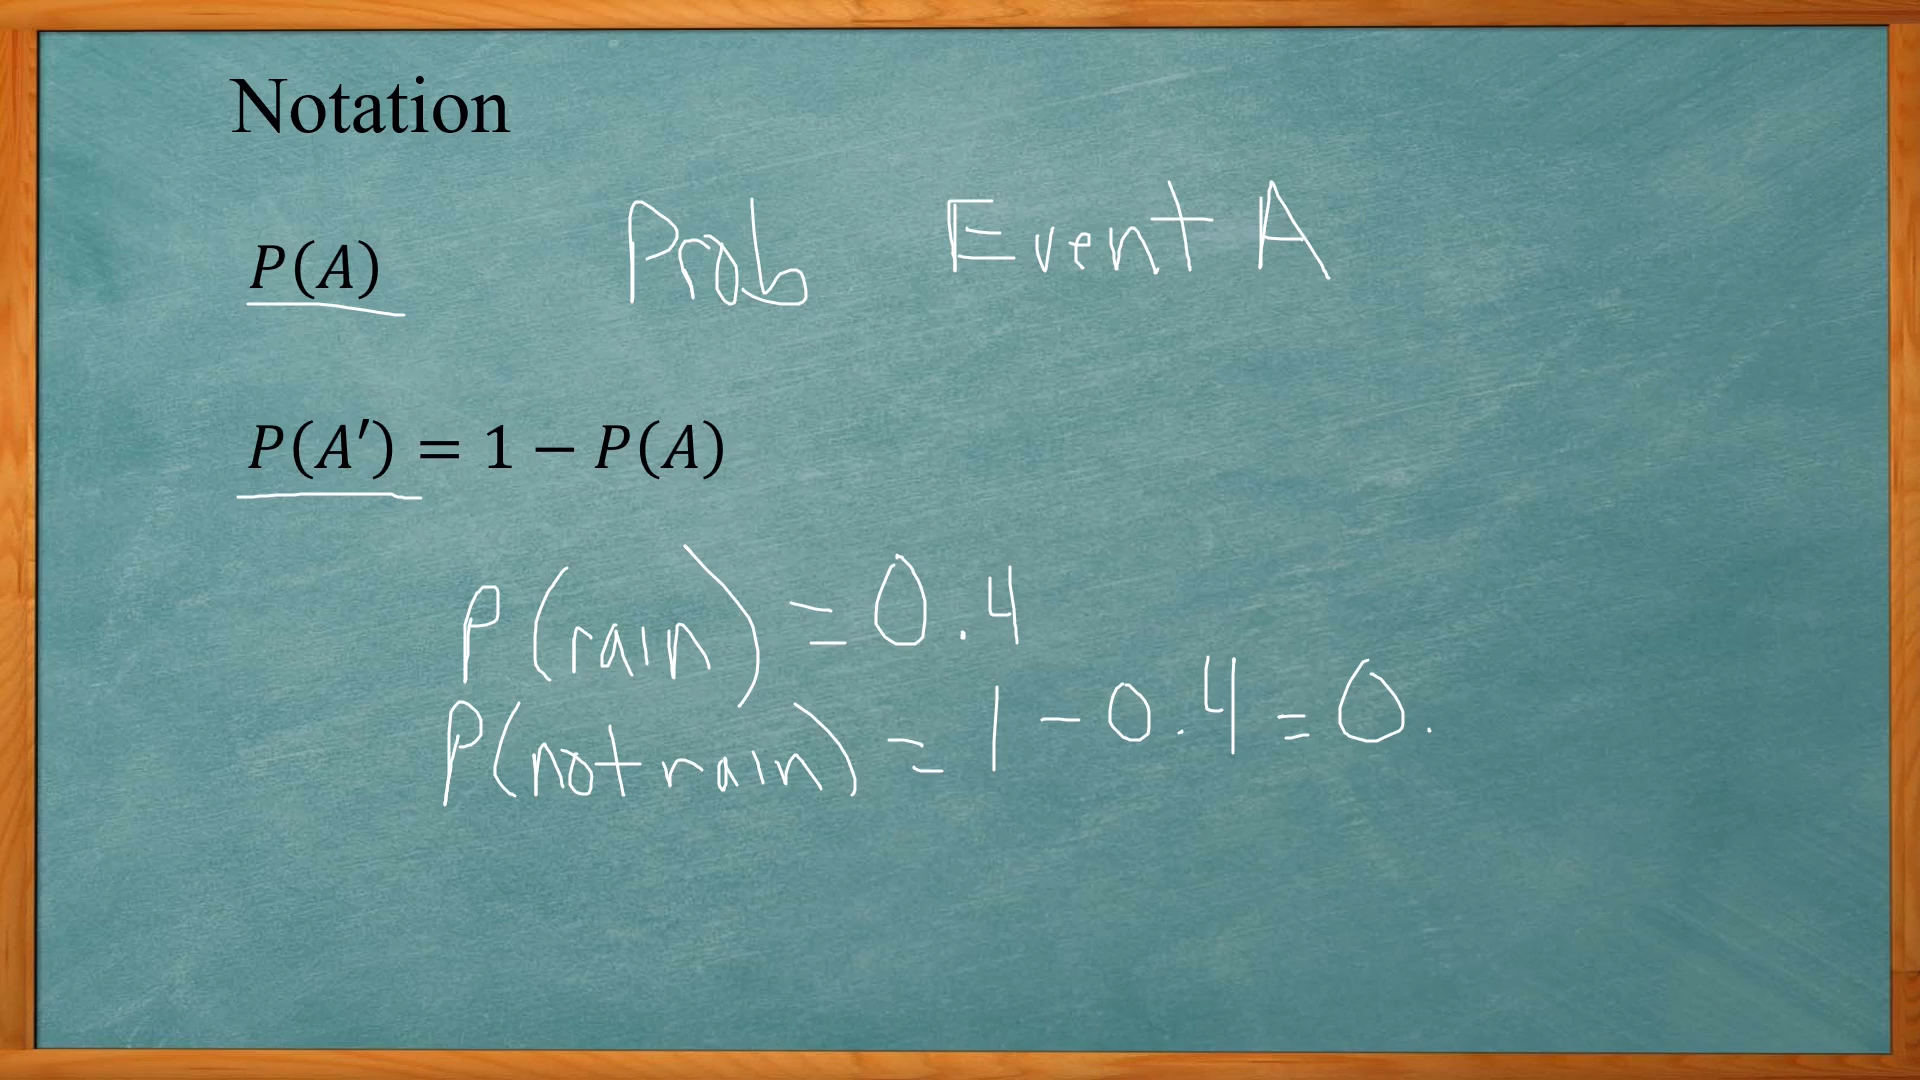 Notation
P(A) Prob Event A
P(A′) = 1 − P(A)
P(rain) = 0.4
P(not rain) = 1 - 0.4 = 0.